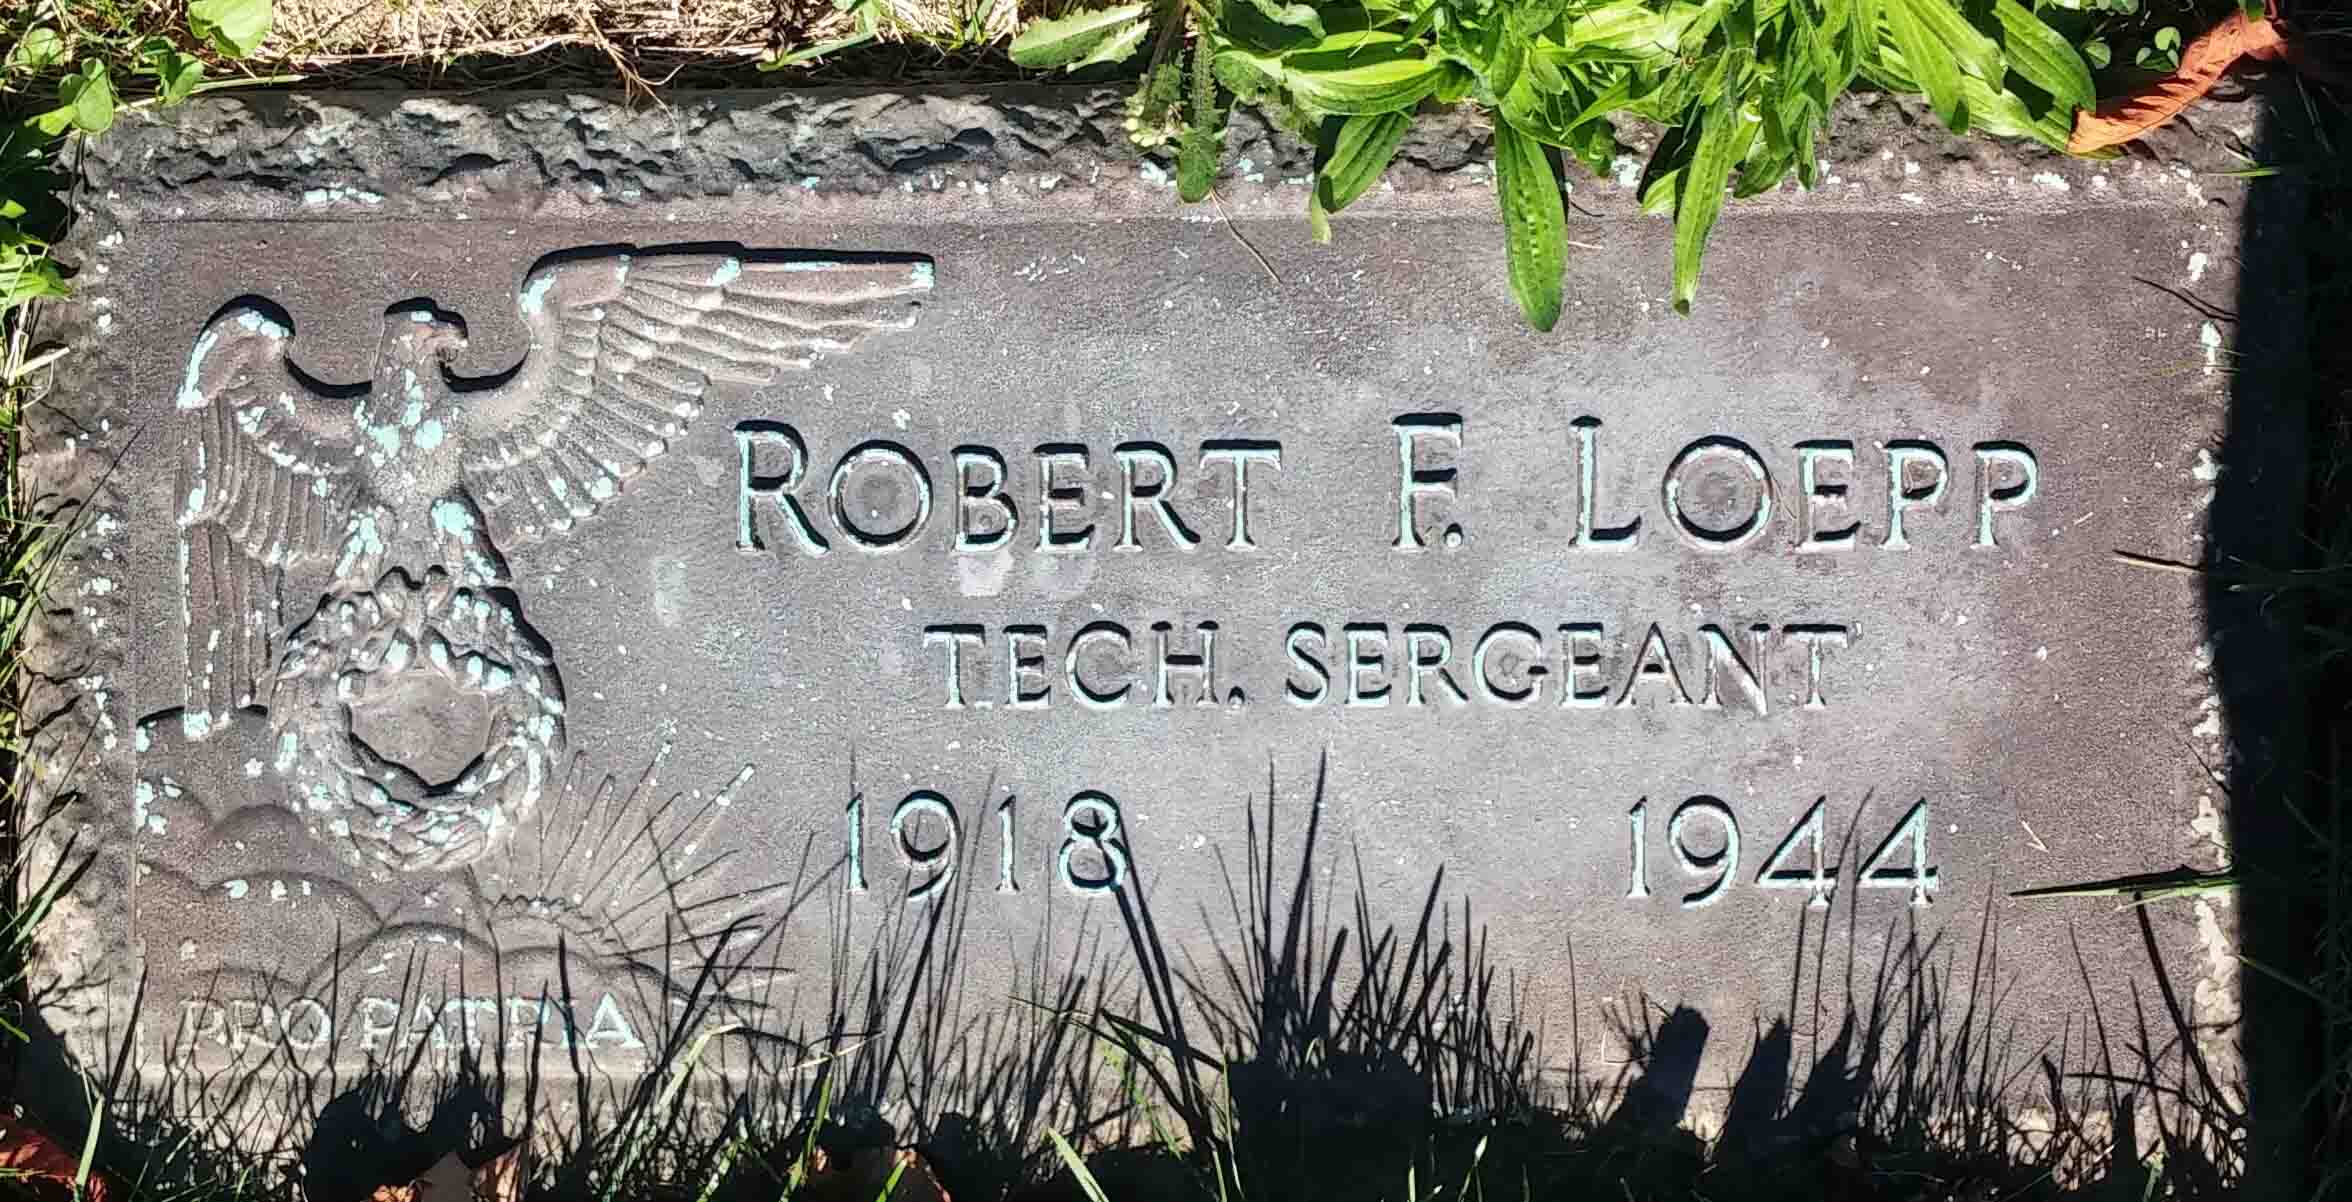 ROBERT F. LOEPP
TECH. SERGEANT
1918 1944
PRO PATRIA